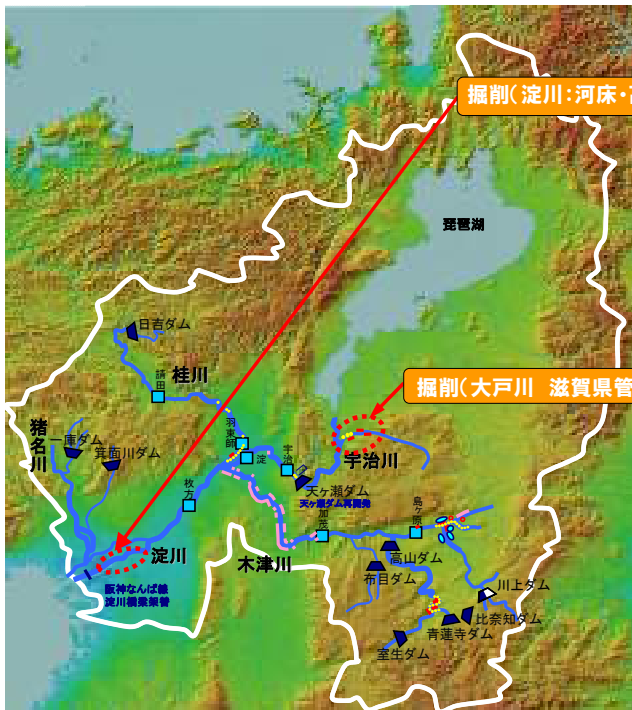 掘削(淀川:河床・
琵琶湖
日吉ダム
請田
桂川
掘削(大戸川 滋賀県管
猪名川
一庫ダム
箕面川ダム
羽束師
淀
宇治
宇治川
天ヶ瀬ダム
天ヶ瀬ダム再開発
枚方
加茂
島ヶ原
淀川
木津川
高山ダム
布目ダム
阪神なんば線
淀川橋梁架替
川上ダム
比奈知ダム
青蓮寺ダム
室生ダム